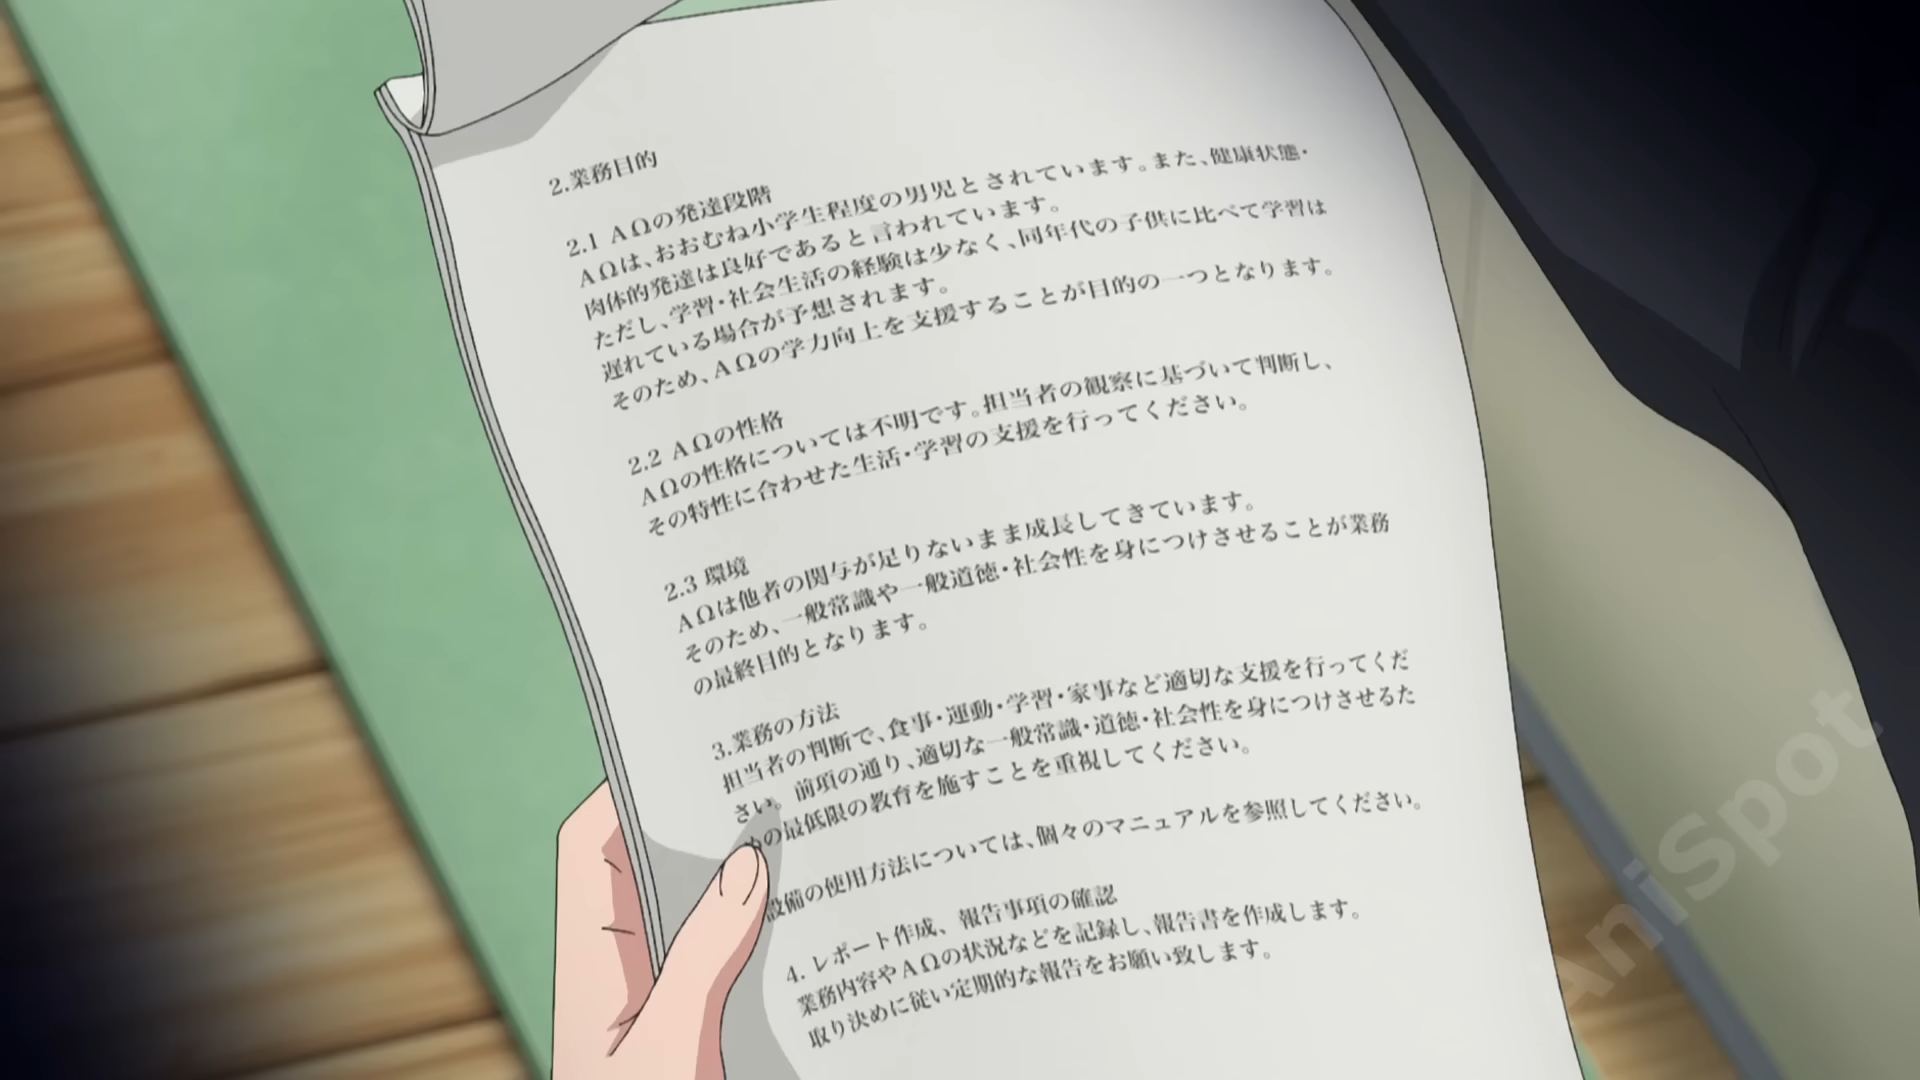 2.業務目的
2.1 ΑΩの発達段階
ΑΩは、おおむね小学生程度の男児とされています。また、健康状態・
肉体的発達は良好であると言われています。
ただし、学習・社会生活の経験は少なく、同年代の子供に比べて学習は
遅れている場合が予想されます。
そのため、ΑΩの学力向上を支援することが目的の一つとなります。
2.2 ΑΩの性格
ΑΩの性格については不明です。担当者の観察に基づいて判断し、
その特性に合わせた生活・学習の支援を行ってください。
2.3 環境
ΑΩは他者の関与が足りないまま成長してきています。
そのため、一般常識や一般道徳・社会性を身につけさせることが業務
の最終目的となります。
3.業務の方法
担当者の判断で、食事・運動・学習・家事など適切な支援を行ってくだ
さい。前項の通り、適切な一般常識・道徳・社会性を身につけさせるた
めの最低限の教育を施すことを重視してください。
設備の使用方法については、個々のマニュアルを参照してください。
4. レポート作成、報告事項の確認
業務内容やΑΩの状況などを記録し、報告書を作成します。
取り決めに従い定期的な報告をお願い致します。
AniSpot